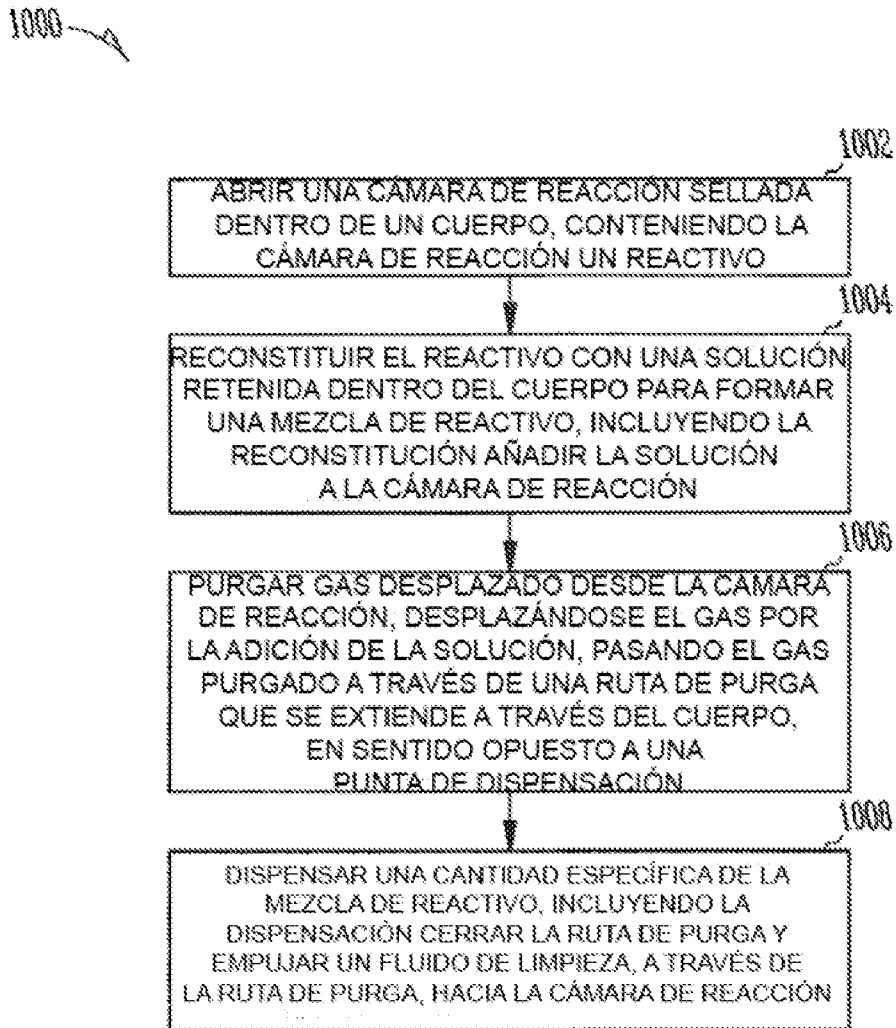 1000
1002
ABRIR UNA CÁMARA DE REACCIÓN SELLADA
DENTRO DE UN CUERPO, CONTENIENDO LA
CÁMARA DE REACCIÓN UN REACTIVO
1004
RECONSTITUIR EL REACTIVO CON UNA SOLUCIÓN
RETENIDA DENTRO DEL CUERPO PARA FORMAR
UNA MEZCLA DE REACTIVO, INCLUYENDO LA
RECONSTITUCIÓN AÑADIR LA SOLUCIÓN
A LA CÁMARA DE REACCIÓN
1006
PURGAR GAS DESPLAZADO DESDE LA CÁMARA
DE REACCIÓN, DESPLAZÁNDOSE EL GAS POR
LA ADICIÓN DE LA SOLUCIÓN, PASANDO EL GAS
PURGADO A TRAVÉS DE UNA RUTA DE PURGA
QUE SE EXTIENDE A TRAVÉS DEL CUERPO,
EN SENTIDO OPUESTO A UNA
PUNTA DE DISPENSACIÓN
1008
DISPENSAR UNA CANTIDAD ESPECÍFICA DE LA
MEZCLA DE REACTIVO, INCLUYENDO LA
DISPENSACIÓN CERRAR LA RUTA DE PURGA Y
EMPUJAR UN FLUIDO DE LIMPIEZA, A TRAVÉS DE
LA RUTA DE PURGA, HACIA LA CÁMARA DE REACCIÓN